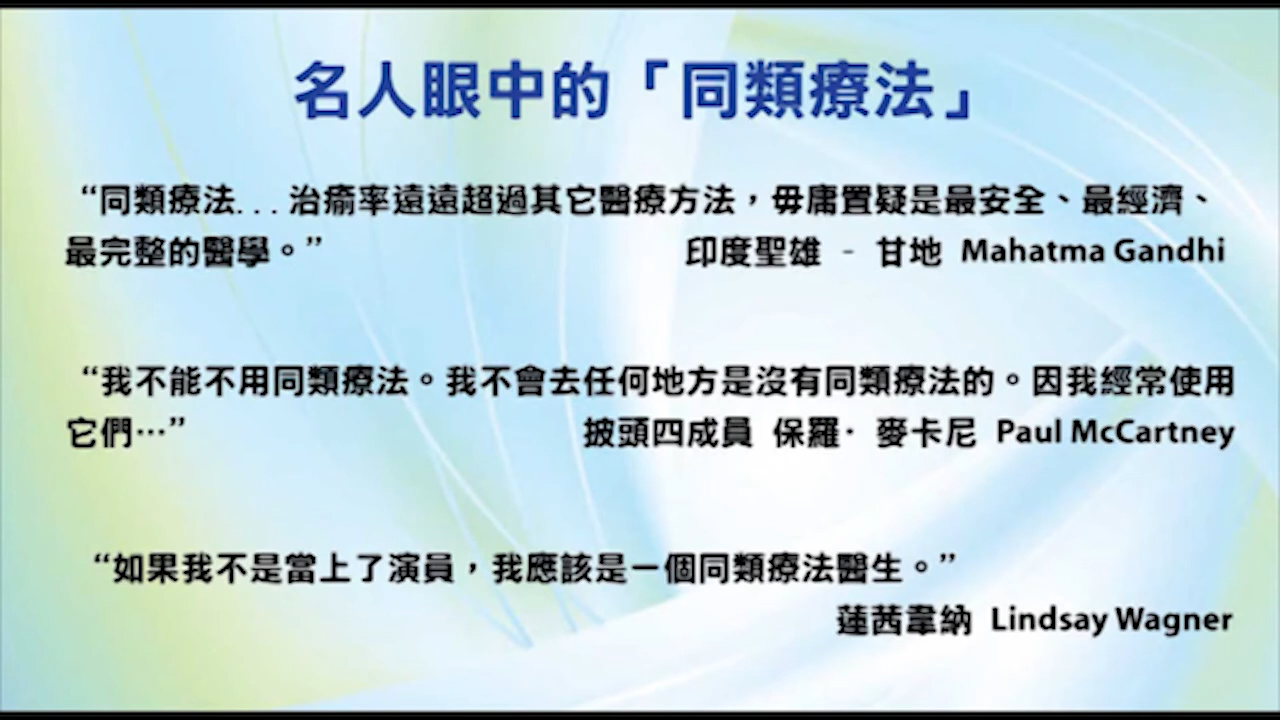 名人眼中的「同類療法」
“同類療法...治癒率遠遠超過其它醫療方法，毋庸置疑是最安全、最經濟、
最完整的醫學。” 印度聖雄 - 甘地 Mahatma Gandhi
“我不能不用同類療法。我不會去任何地方是沒有同類療法的。因我經常使用
它們…” 披頭四成員 保羅· 麥卡尼 Paul McCartney
“如果我不是當上了演員，我應該是一個同類療法醫生。”
蓮茜韋納 Lindsay Wagner